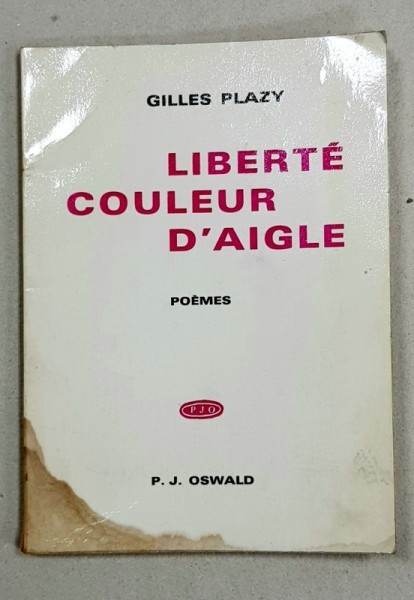 GILLES PLAZY
LIBERTÉ
COULEUR
D'AIGLE
POÈMES
PJO
P. J. OSWALD